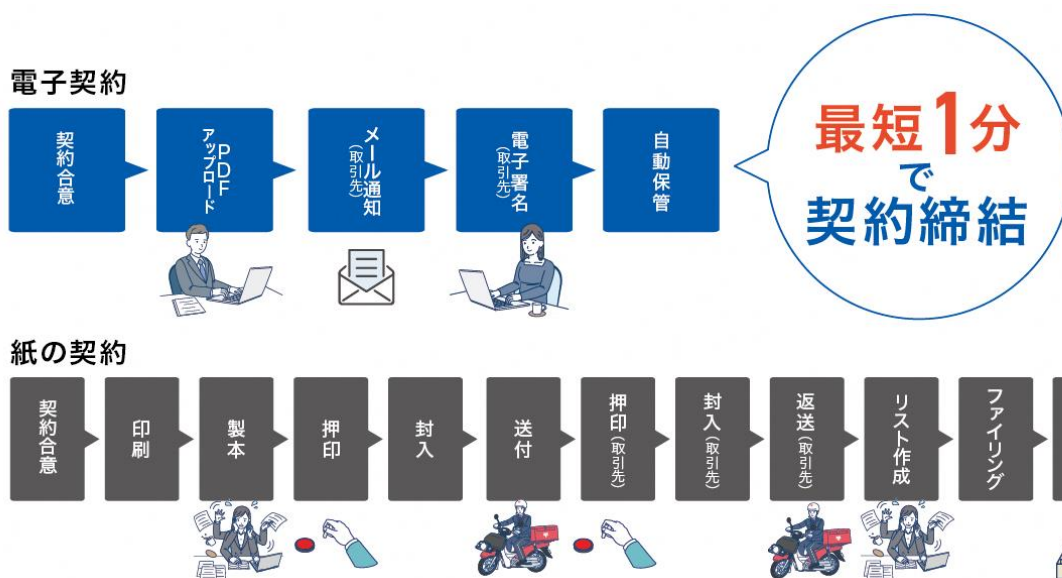 電子契約
契約合意
PDF
アップロード
メール通知
(取引先)
電子署名
(取引先)
自動保管
最短1分
で
契約締結
紙の契約
契約合意
印刷
製本
押印
封入
送付
押印(取引先)
封入(取引先)
返送(取引先)
リスト作成
ファイリング